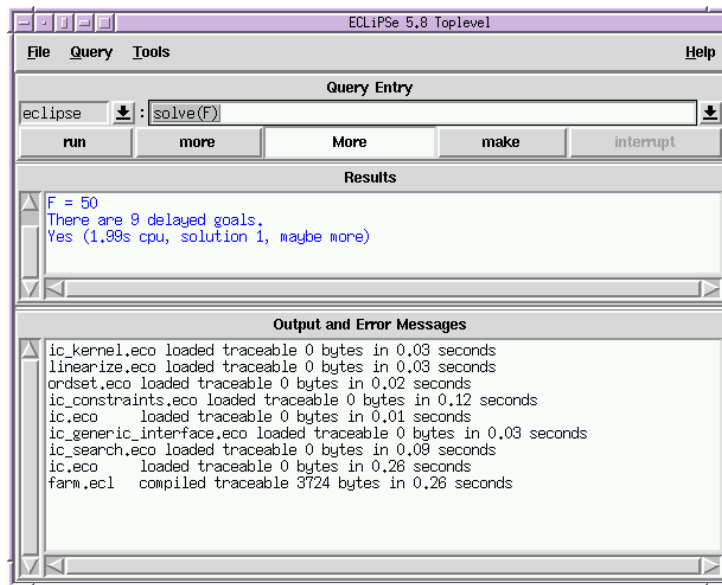 ECLiPSe 5.8 Toplevel
File Query Tools Help
Query Entry
eclipse : solve(F)
run more More make interrupt
Results
F = 50
There are 9 delayed goals.
Yes (1.99s cpu, solution 1, maybe more)
Output and Error Messages
ic_kernel.eco loaded traceable 0 bytes in 0.03 seconds
linearize.eco loaded traceable 0 bytes in 0.03 seconds
ordset.eco loaded traceable 0 bytes in 0.02 seconds
ic_constraints.eco loaded traceable 0 bytes in 0.12 seconds
ic.eco loaded traceable 0 bytes in 0.01 seconds
ic_generic_interface.eco loaded traceable 0 bytes in 0.03 seconds
ic_search.eco loaded traceable 0 bytes in 0.09 seconds
ic.eco loaded traceable 0 bytes in 0.26 seconds
farm.ecl compiled traceable 3724 bytes in 0.26 seconds